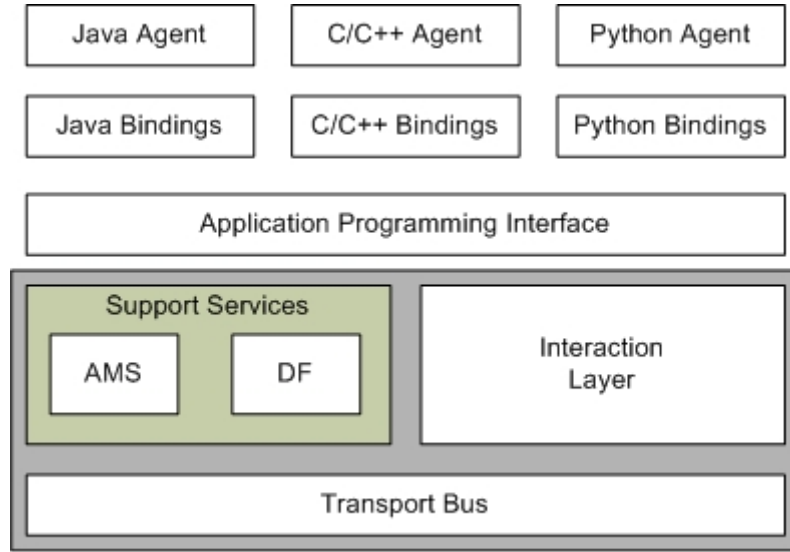 Java Agent
C/C++ Agent
Python Agent
Java Bindings
C/C++ Bindings
Python Bindings
Application Programming Interface
Support Services
AMS
DF
Interaction
Layer
Transport Bus